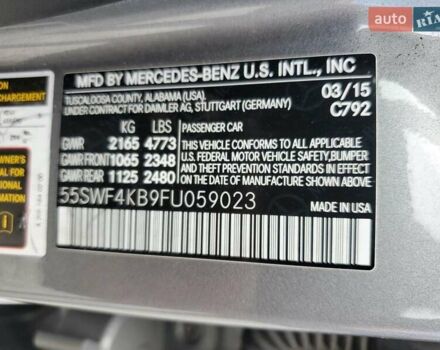 auto RIA
MFD BY MERCEDES-BENZ U.S. INTL., INC
TUSCALOOSA COUNTY, ALABAMA (USA). 03/15
UNDER CONTRACT FOR DAIMLER AG, STUTTGART (GERMANY) C792
KG LBS PASSENGER CAR
GVWR 2165 4773
GAWR FRONT 1065 2348
GAWR REAR 1125 2480
THIS VEHICLE CONFORMS TO ALL APPLICABLE
FEDERAL MOTOR VEHICLE SAFETY, BUMPER,
AND THEFT PREVENTION STANDARDS IN EFFECT
ON THE DATE OF MANUFACTURE SHOWN ABOVE.
55SWF4KB9FU059023
CHARGEMENT
OWNER'S